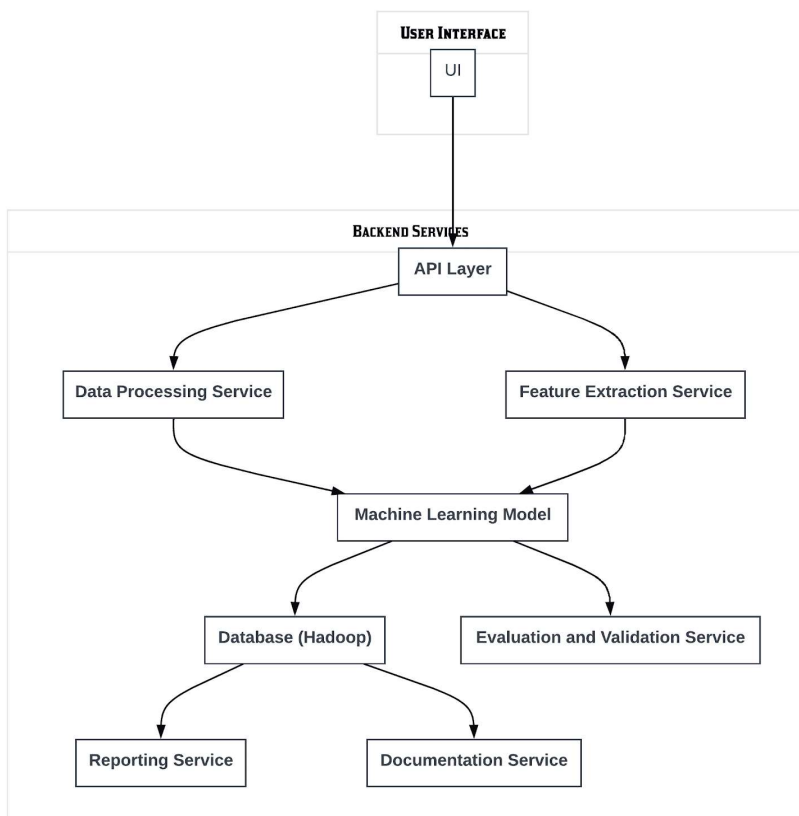 User Interface
UI
Backend Services
API Layer
Data Processing Service
Feature Extraction Service
Machine Learning Model
Database (Hadoop)
Evaluation and Validation Service
Reporting Service
Documentation Service